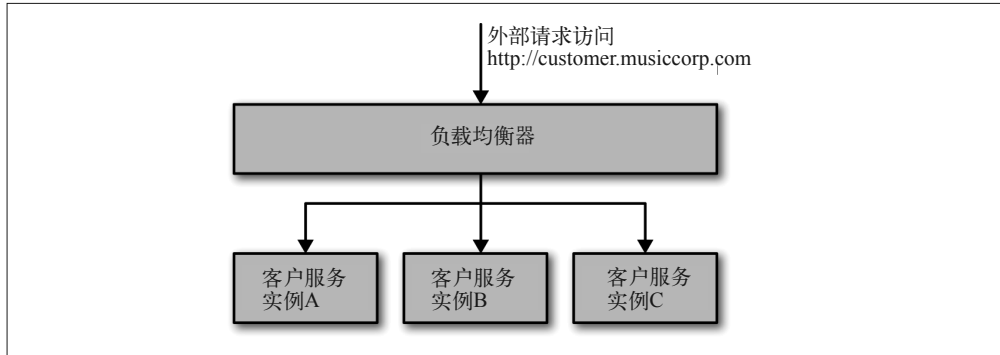 外部请求访问
http://customer.musiccorp.com
负载均衡器
客户服务
实例A
客户服务
实例B
客户服务
实例C